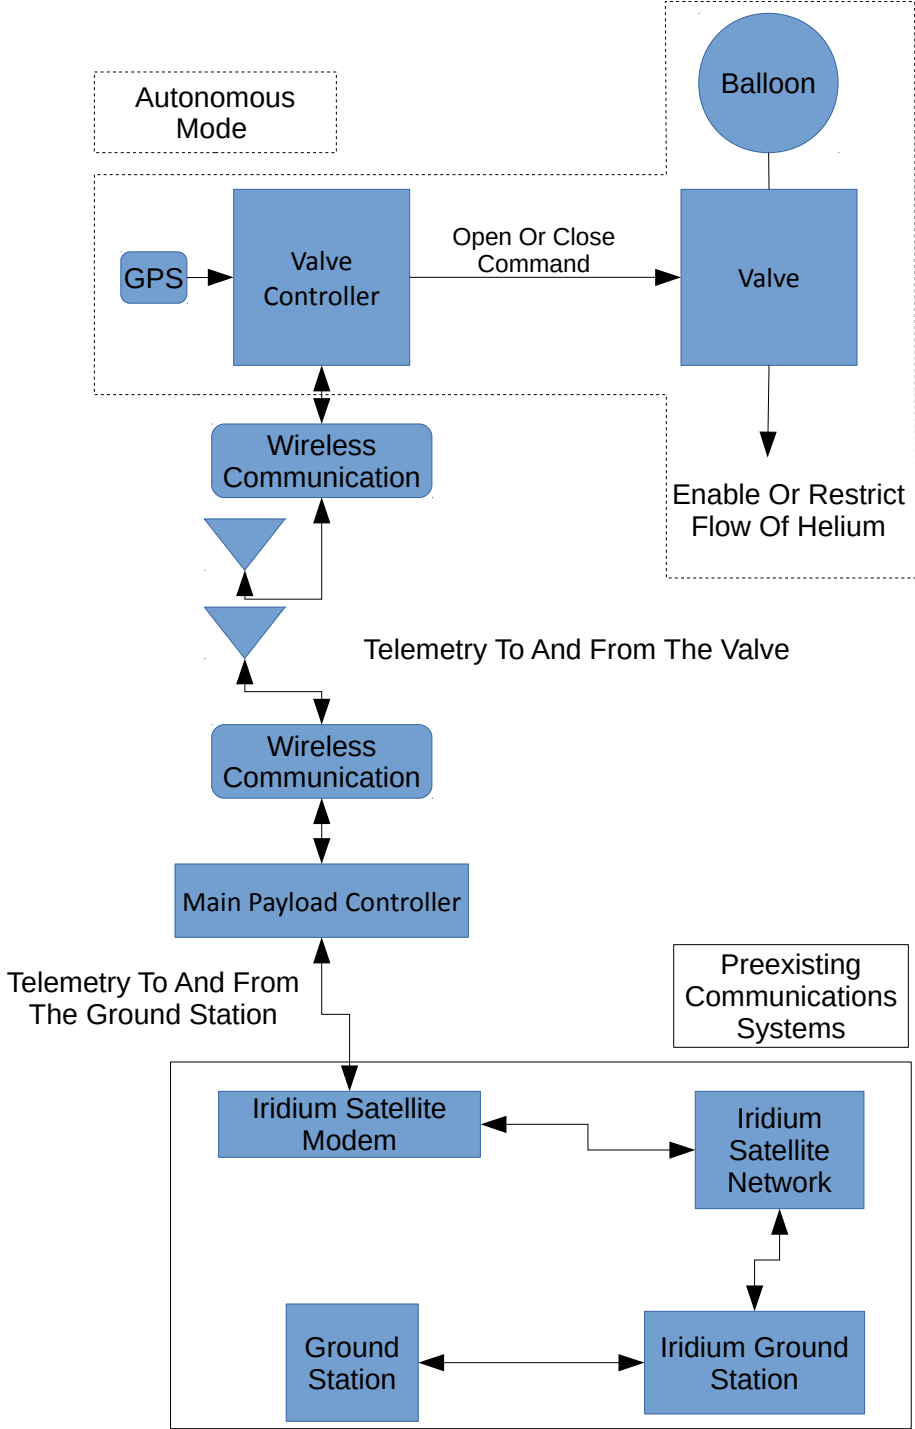 Balloon
Autonomous
Mode
Open Or Close
Command
GPS
Valve
Controller
Valve
Wireless
Communication
Enable Or Restrict
Flow Of Helium
Telemetry To And From The Valve
Wireless
Communication
Main Payload Controller
Telemetry To And From
The Ground Station
Preexisting
Communications
Systems
Iridium Satellite
Modem
Iridium
Satellite
Network
Ground
Station
Iridium Ground
Station